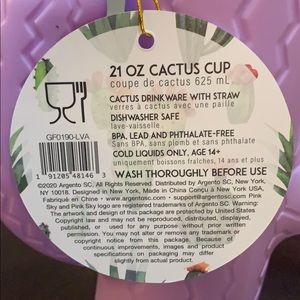 21 OZ CACTUS CUP
coupe de cactus 625 mL
CACTUS DRINKWARE WITH STRAW
verres à cactus avec une paille
DISHWASHER SAFE
lave-vaisselle
BPA, LEAD AND PHTHALATE-FREE
sans BPA, sans plomb et sans phthalate
COLD LIQUIDS ONLY, AGE 14+
uniquement boissons fraîches, 14 ans et plus
WASH THOROUGHLY BEFORE USE
GF0190-LVA
1 91205 48146 3
©2020 Argento SC, All Rights Reserved. Distributed by Argento SC, New York,
NY 10018. Designed in New York. Made in China Conçu à New York, USA,
Fabriqué en Chine • www.argentosc.com • support@argentosc.com Pink
Sky and Pink Sky logo are trademarks of Argento SC. Warning:
The artwork and design of this package are protected by United States
Copyright law and may not be reproduced, distributed, displayed,
published or used for any purpose without prior written
permission. You may not alter or remove any trademark or
copyright or other notice. Because of
continuous improvements, images and product
specifications on packaging may differ
slightly from actual product.